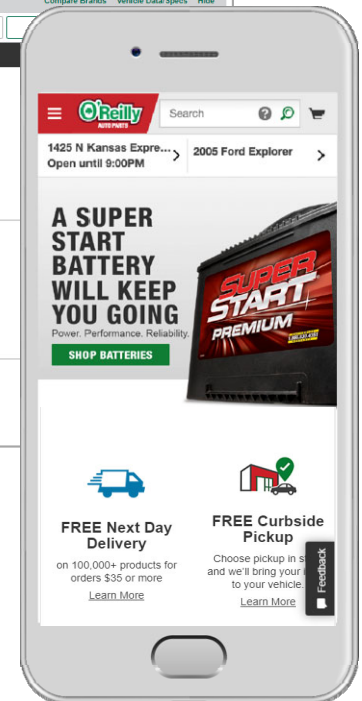 Compare Brands Vehicle Data/Specs Hide
O'Reilly
AUTO PARTS
Search
1425 N Kansas Expre...
Open until 9:00PM
2005 Ford Explorer
A SUPER
START
BATTERY
WILL KEEP
YOU GOING
Power. Performance. Reliability.
SHOP BATTERIES
SUPER
START
PREMIUM
FREE Next Day
Delivery
on 100,000+ products for
orders $35 or more
Learn More
FREE Curbside
Pickup
Choose pickup in st
and we'll bring your i
to your vehicle.
Learn More
Feedback